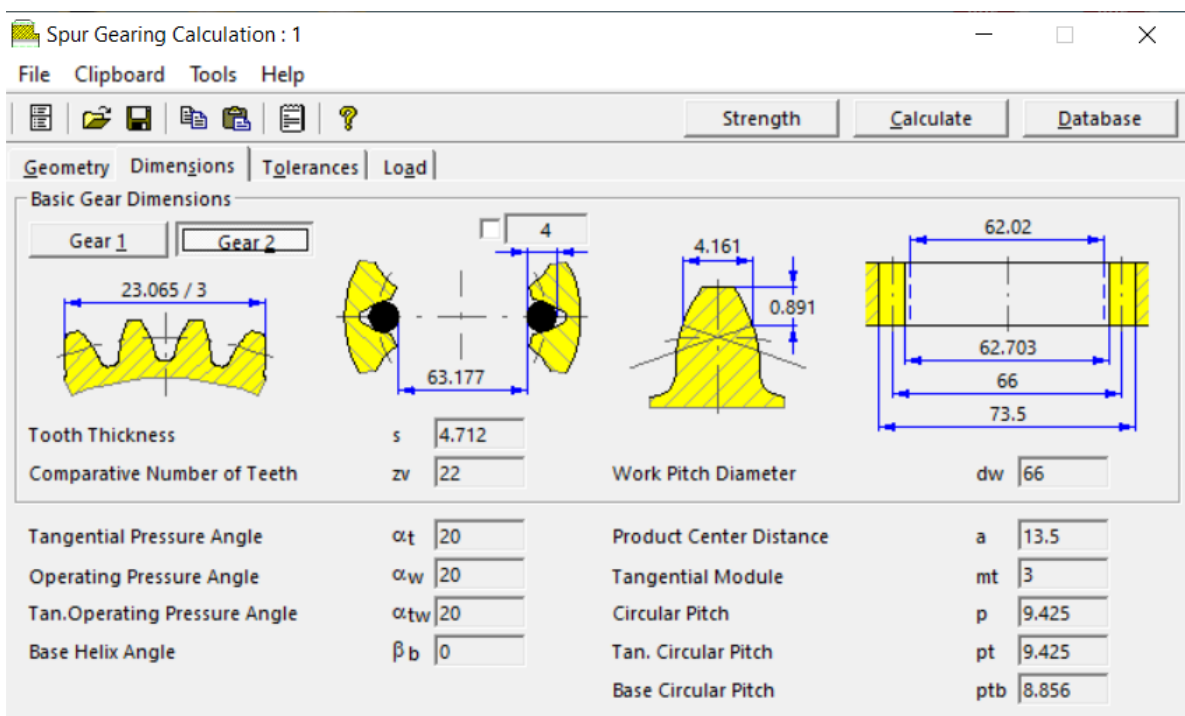 Spur Gearing Calculation : 1
File Clipboard Tools Help
Strength Calculate Database
Geometry Dimensions Tolerances Load
Basic Gear Dimensions
Gear 1 Gear 2
4
23.065 / 3
63.177
4.161
0.891
62.02
62.703
66
73.5
Tooth Thickness s 4.712
Comparative Number of Teeth zv 22
Work Pitch Diameter dw 66
Tangential Pressure Angle αt 20
Product Center Distance a 13.5
Operating Pressure Angle αw 20
Tangential Module mt 3
Tan.Operating Pressure Angle αtw 20
Circular Pitch p 9.425
Base Helix Angle βb 0
Tan. Circular Pitch pt 9.425
Base Circular Pitch ptb 8.856